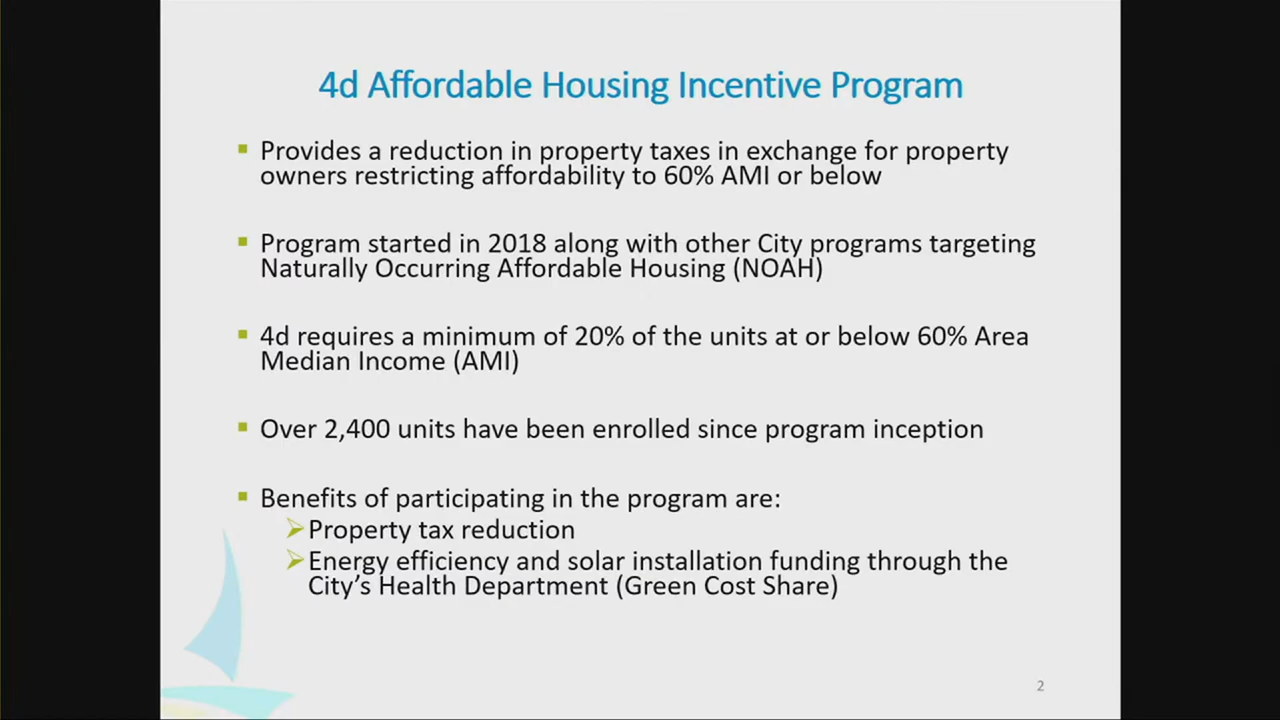 4d Affordable Housing Incentive Program
Provides a reduction in property taxes in exchange for property
owners restricting affordability to 60% AMI or below
Program started in 2018 along with other City programs targeting
Naturally Occurring Affordable Housing (NOAH)
4d requires a minimum of 20% of the units at or below 60% Area
Median Income (AMI)
Over 2,400 units have been enrolled since program inception
Benefits of participating in the program are:
Property tax reduction
Energy efficiency and solar installation funding through the
City's Health Department (Green Cost Share)
2